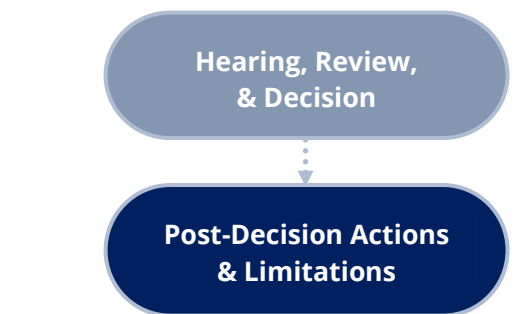 Hearing, Review,
& Decision
Post-Decision Actions
& Limitations